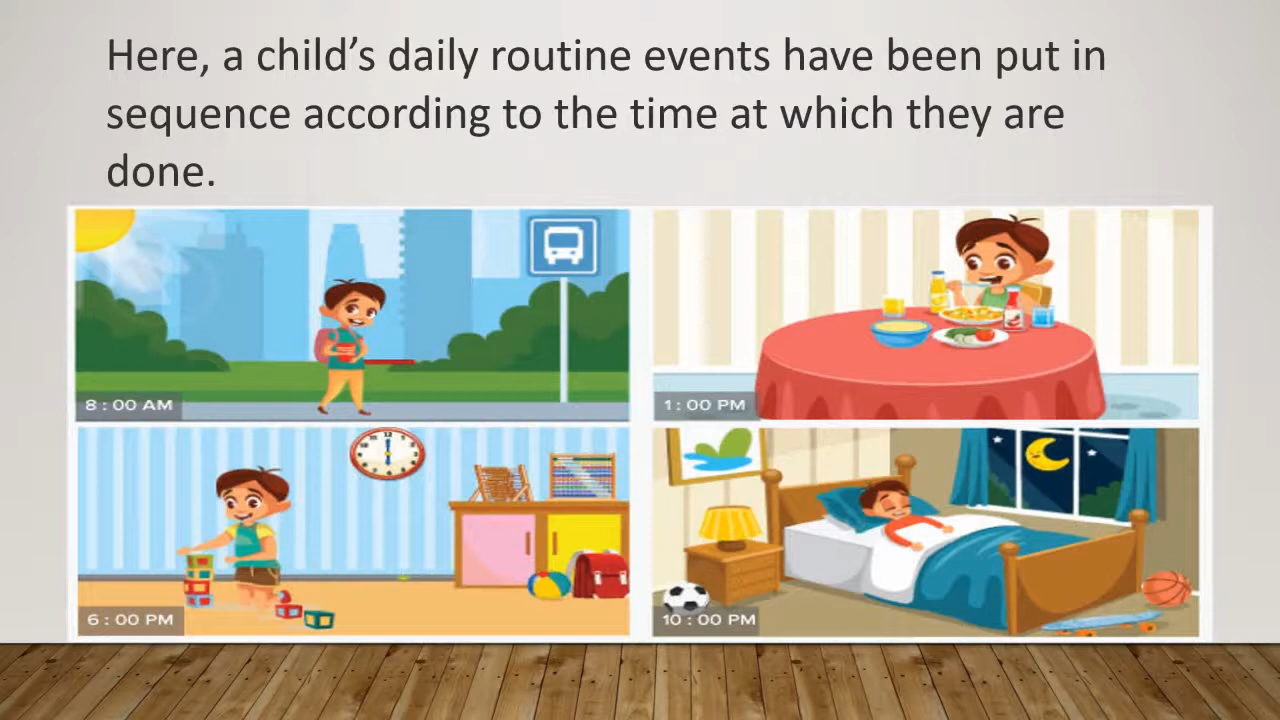 Here, a child’s daily routine events have been put in
sequence according to the time at which they are
done.
8 : 00 AM
1 : 00 PM
6 : 00 PM
10 : 00 PM